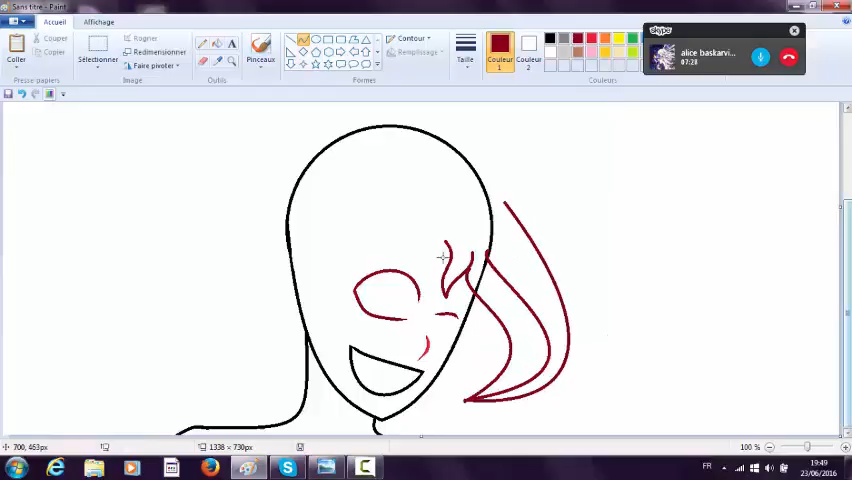 Sans titre - Paint
Accueil
Affichage
Coller
Couper
Copier
Presse-papiers
Sélectionner
Rogner
Redimensionner
Faire pivoter
Image
Outils
Pinceaux
Formes
Contour
Remplissage
Taille
Couleur 1
Couleur 2
Couleurs
skype
alice baskarvi...
07:28
700, 463px
1338 × 730px
100 %
FR
19:49
23/06/2016